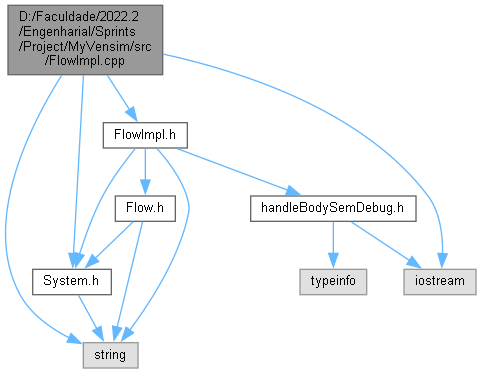 D:/Faculdade/2022.2
/Engenharial/Sprints
/Project/MyVensim/src
/FlowImpl.cpp
FlowImpl.h
Flow.h
handleBodySemDebug.h
System.h
typeinfo
iostream
string